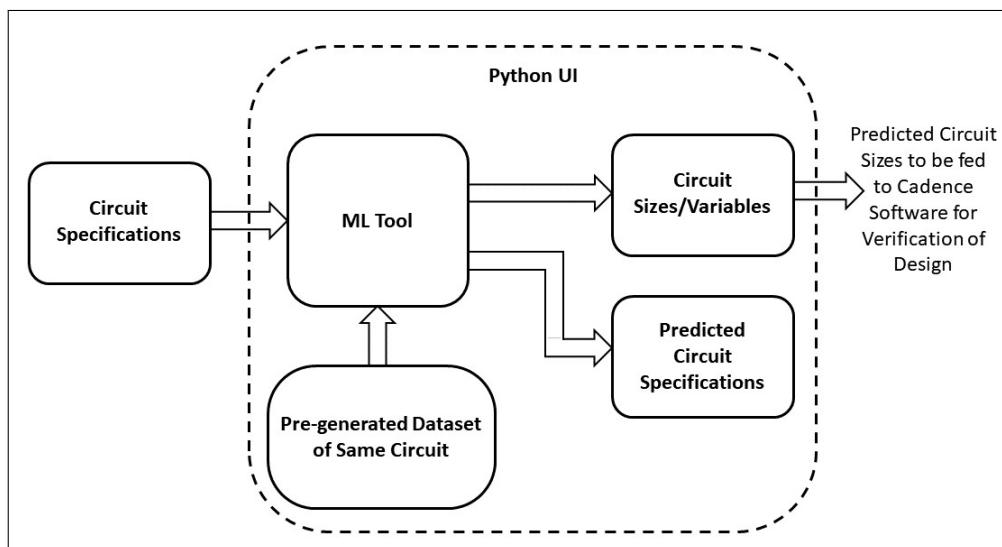 Python UI
Circuit
Specifications
ML Tool
Circuit
Sizes/Variables
Predicted Circuit
Sizes to be fed
to Cadence
Software for
Verification of
Design
Pre-generated Dataset
of Same Circuit
Predicted
Circuit
Specifications